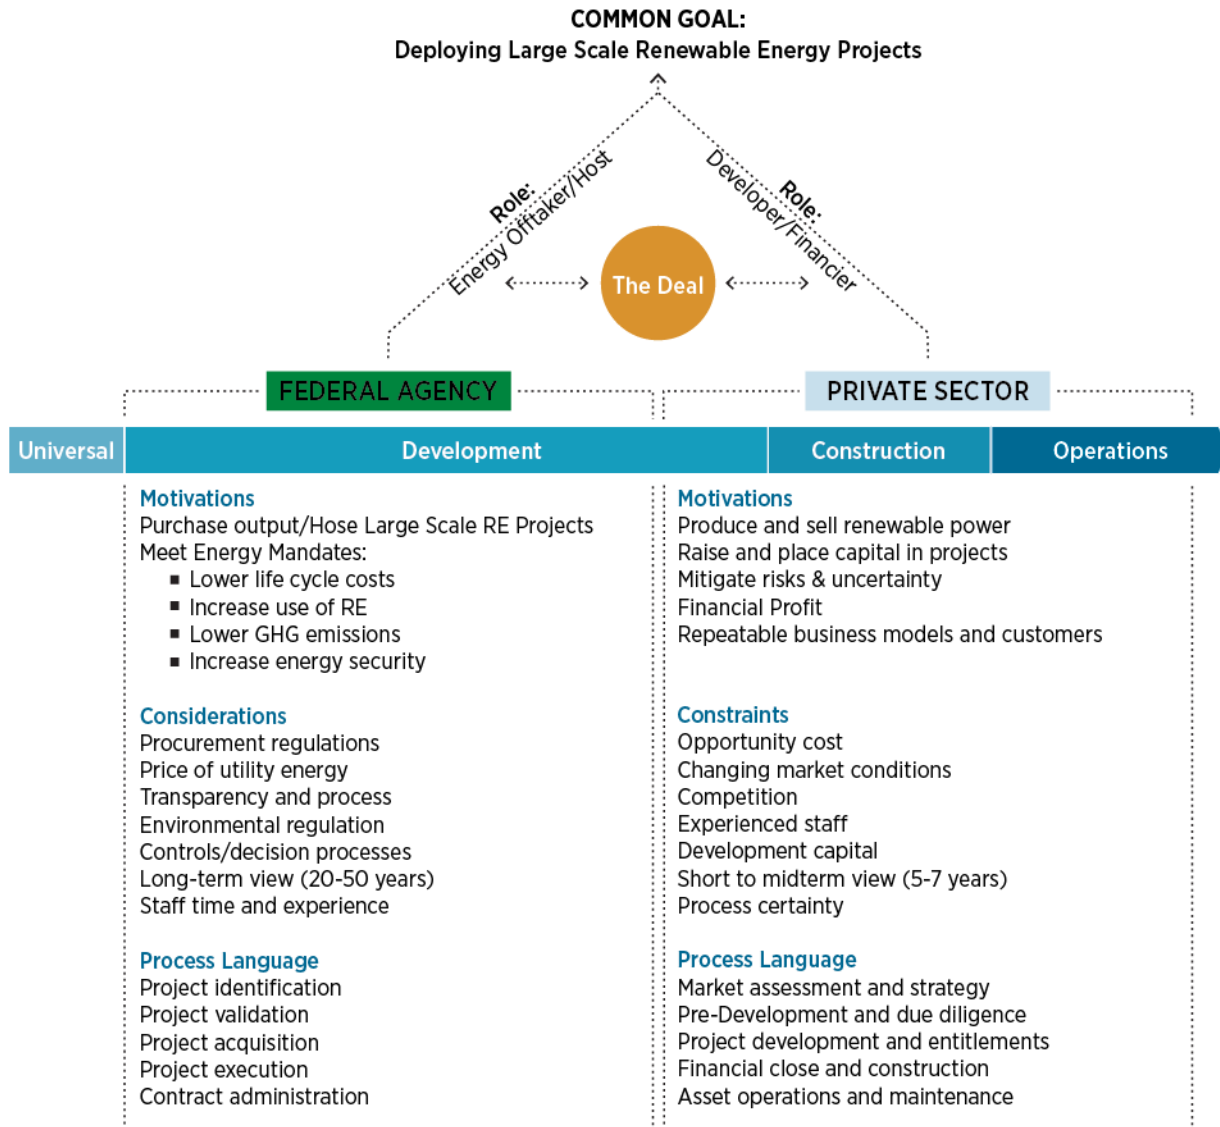 COMMON GOAL:
Deploying Large Scale Renewable Energy Projects
Role:
Energy Offtaker/Host
Role:
Developer/Financier
The Deal
FEDERAL AGENCY
PRIVATE SECTOR
Universal
Development
Construction
Operations
Motivations
Purchase output/Hose Large Scale RE Projects
Meet Energy Mandates:
▪ Lower life cycle costs
▪ Increase use of RE
▪ Lower GHG emissions
▪ Increase energy security
Considerations
Procurement regulations
Price of utility energy
Transparency and process
Environmental regulation
Controls/decision processes
Long-term view (20-50 years)
Staff time and experience
Process Language
Project identification
Project validation
Project acquisition
Project execution
Contract administration
Motivations
Produce and sell renewable power
Raise and place capital in projects
Mitigate risks & uncertainty
Financial Profit
Repeatable business models and customers
Constraints
Opportunity cost
Changing market conditions
Competition
Experienced staff
Development capital
Short to midterm view (5-7 years)
Process certainty
Process Language
Market assessment and strategy
Pre-Development and due diligence
Project development and entitlements
Financial close and construction
Asset operations and maintenance